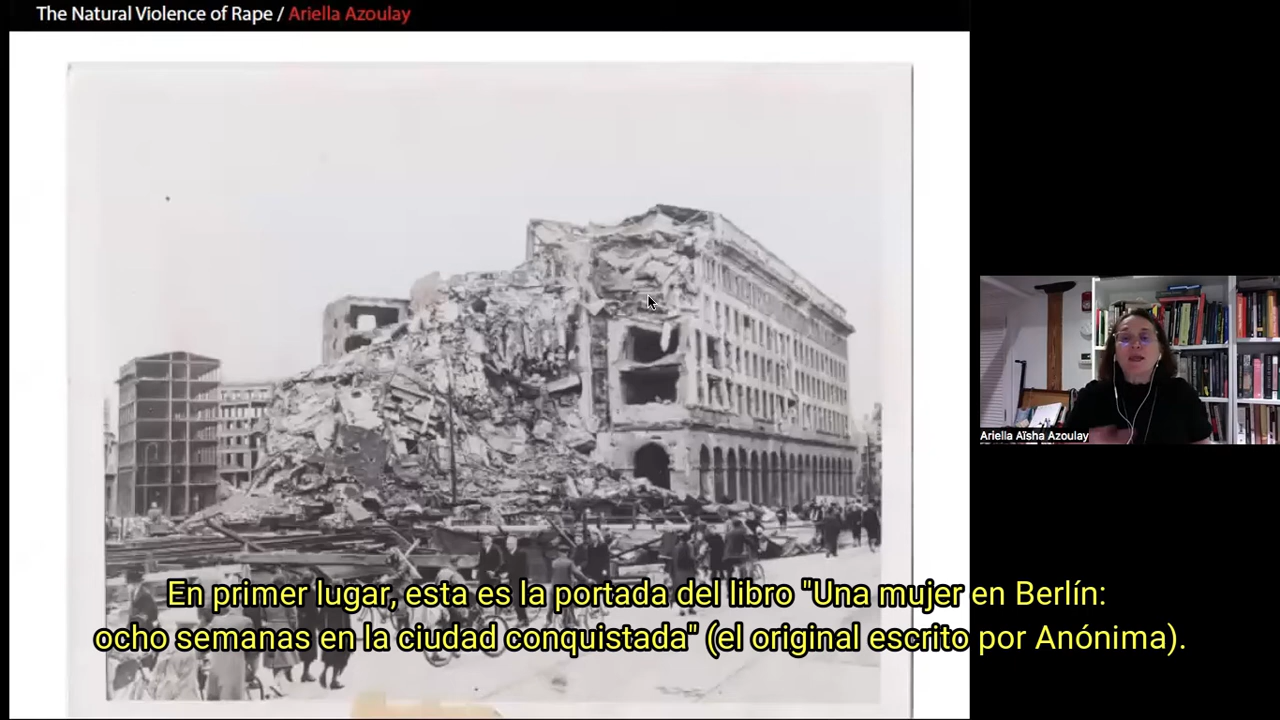 The Natural Violence of Rape / Ariella Azoulay
Ariella Aïsha Azoulay
En primer lugar, esta es la portada del libro "Una mujer en Berlín:
ocho semanas en la ciudad conquistada" (el original escrito por Anónima).